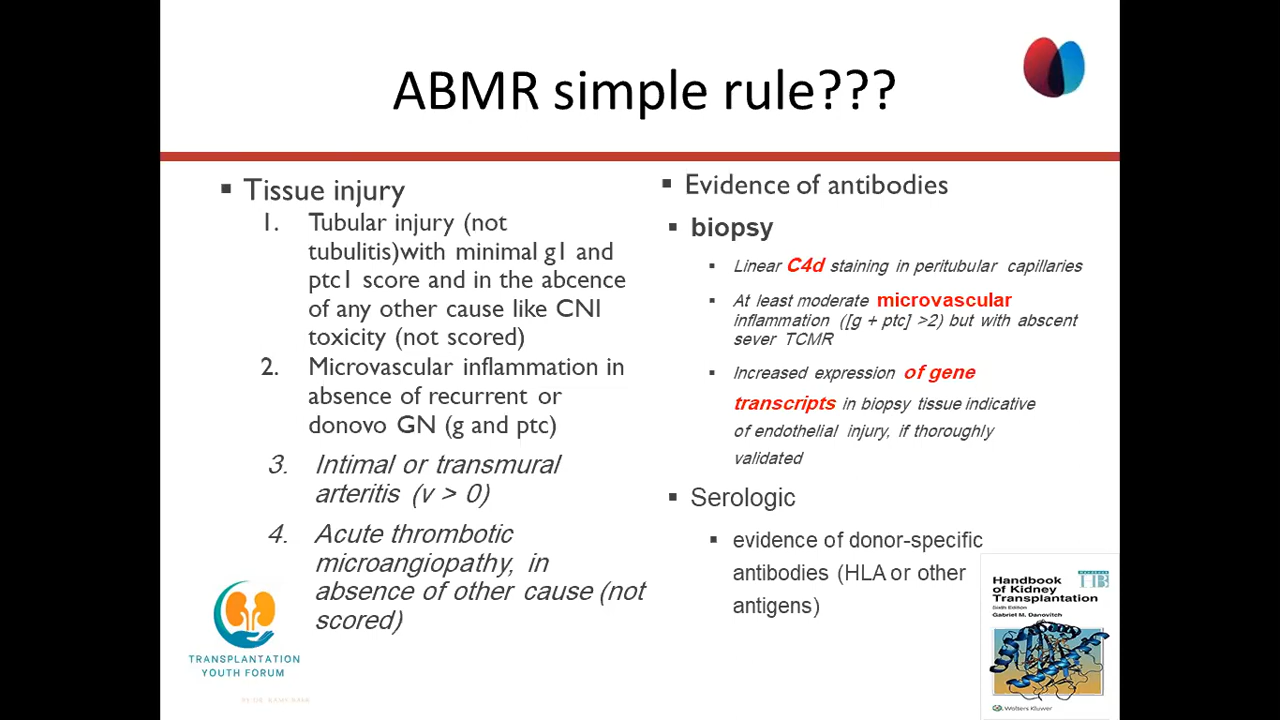 ABMR simple rule???
▪ Tissue injury
1. Tubular injury (not
tubulitis)with minimal g1 and
ptc1 score and in the abcence
of any other cause like CNI
toxicity (not scored)
2. Microvascular inflammation in
absence of recurrent or
donovo GN (g and ptc)
3. Intimal or transmural
arteritis (v > 0)
4. Acute thrombotic
microangiopathy, in
absence of other cause (not
scored)
▪ Evidence of antibodies
▪ biopsy
▪ Linear C4d staining in peritubular capillaries
▪ At least moderate microvascular
inflammation ([g + ptc] >2) but with abscent
sever TCMR
▪ Increased expression of gene
transcripts in biopsy tissue indicative
of endothelial injury, if thoroughly
validated
▪ Serologic
▪ evidence of donor-specific
antibodies (HLA or other
antigens)
TRANSPLANTATION
YOUTH FORUM
Handbook
of Kidney
Transplantation
Sixth Edition
Gabriel M. Danovitch
Wolters Kluwer